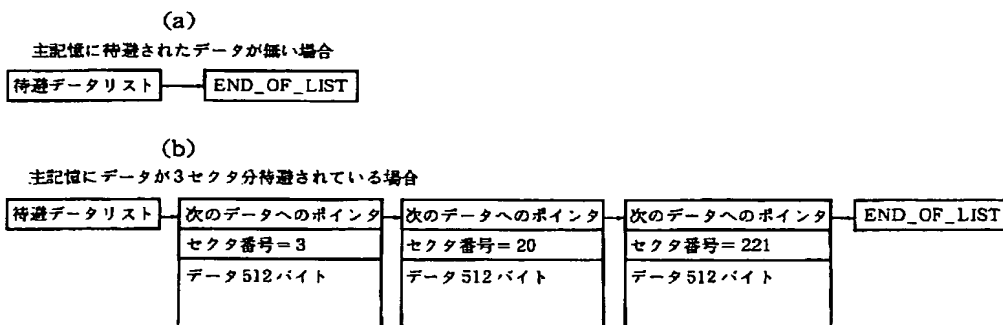 (a)
主記憶に待避されたデータが無い場合
待避データリスト END_OF_LIST
(b)
主記憶にデータが3セクタ分待避されている場合
待避データリスト 次のデータへのポインタ 次のデータへのポインタ 次のデータへのポインタ END_OF_LIST
セクタ番号=3 セクタ番号=20 セクタ番号=221
データ512バイト データ512バイト データ512バイト